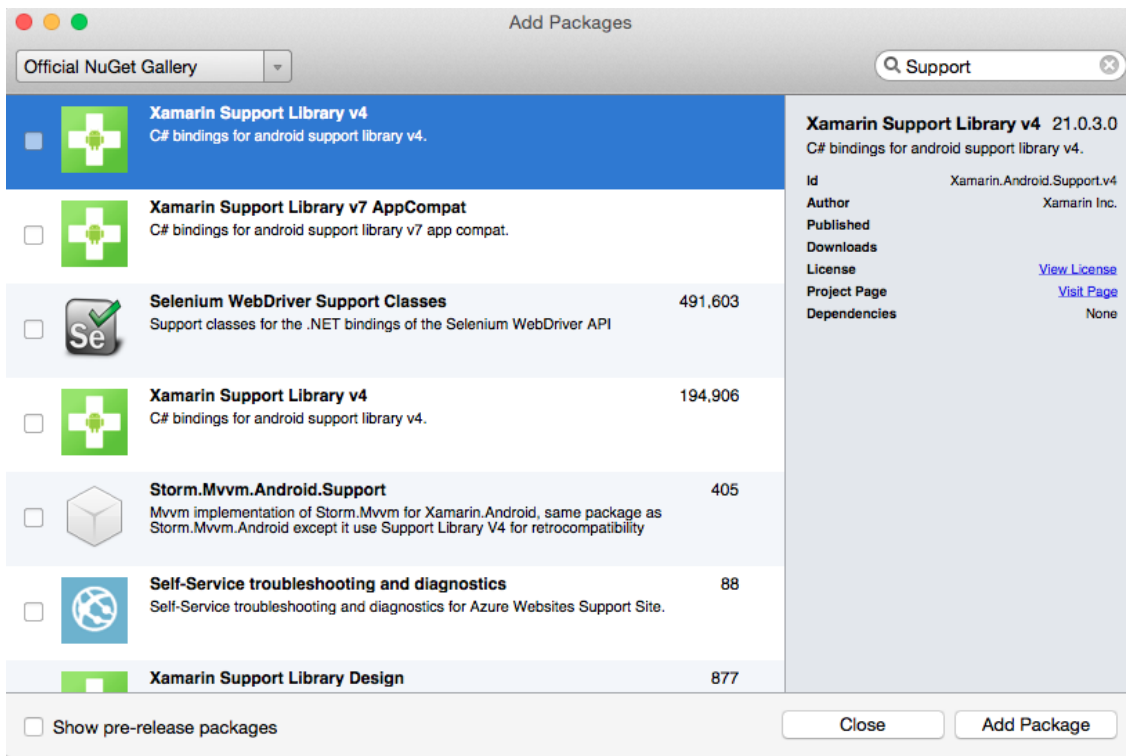 Add Packages
Official NuGet Gallery
Support
Xamarin Support Library v4
C# bindings for android support library v4.
Xamarin Support Library v7 AppCompat
C# bindings for android support library v7 app compat.
Selenium WebDriver Support Classes 491,603
Support classes for the .NET bindings of the Selenium WebDriver API
Se
Xamarin Support Library v4 194,906
C# bindings for android support library v4.
Storm.Mvvm.Android.Support 405
Mvvm implementation of Storm.Mvvm for Xamarin.Android, same package as
Storm.Mvvm.Android except it use Support Library V4 for retrocompatibility
Self-Service troubleshooting and diagnostics 88
Self-Service troubleshooting and diagnostics for Azure Websites Support Site.
Xamarin Support Library Design 877
Xamarin Support Library v4 21.0.3.0
C# bindings for android support library v4.
Id Xamarin.Android.Support.v4
Author Xamarin Inc.
Published
Downloads
License View License
Project Page Visit Page
Dependencies None
Show pre-release packages
Close
Add Package